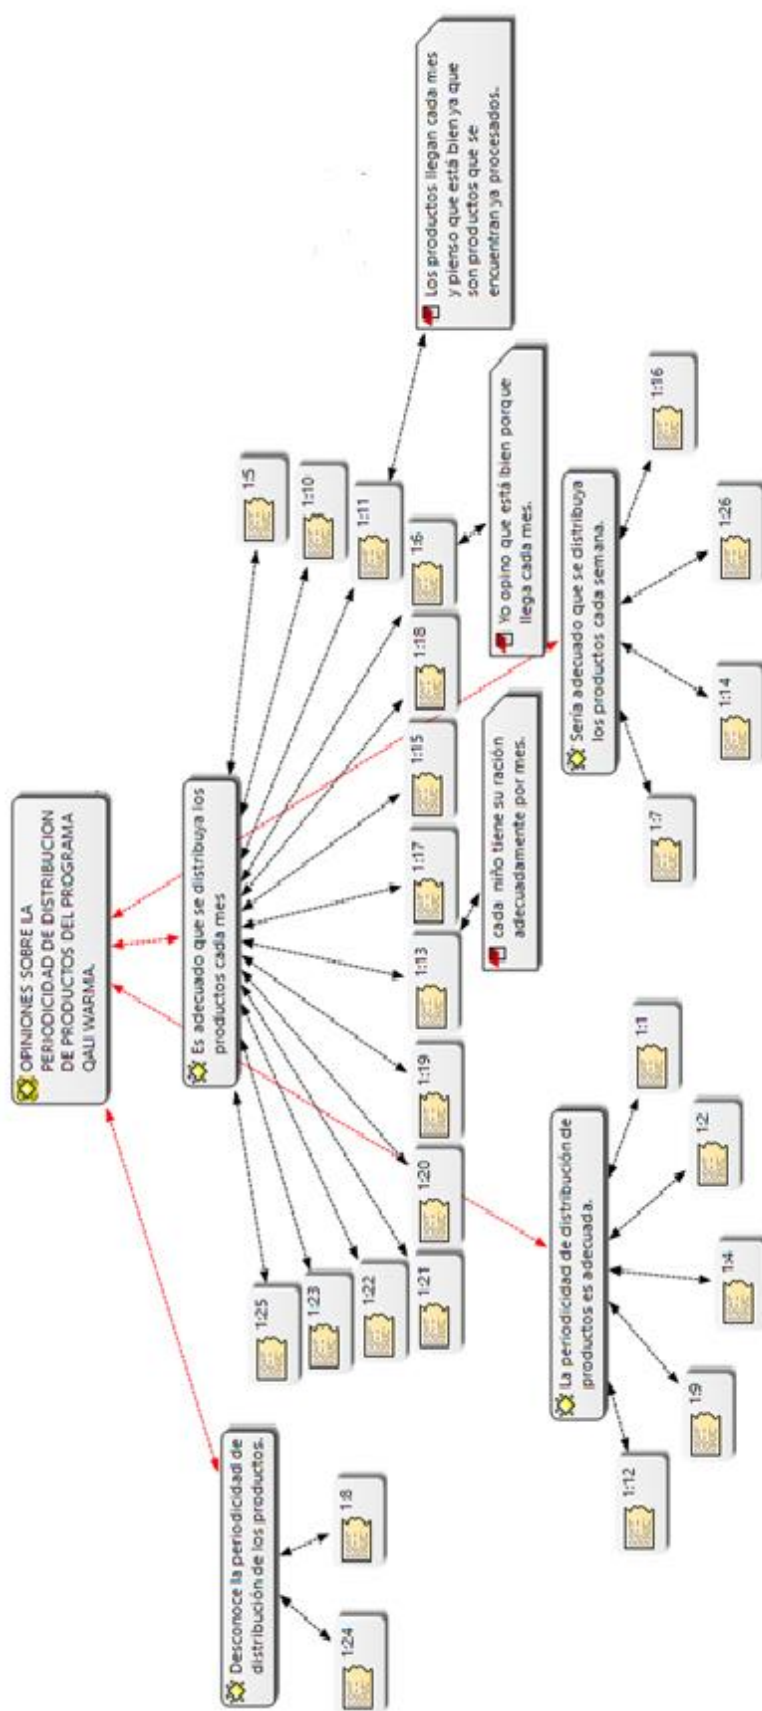 OPINIONES SOBRE LA
PERIODICIDAD DE DISTRIBUCION
DE PRODUCTOS DEL PROGRAMA
QALI WARMA.
Desconoce la periodicidad de
distribución de los productos.
1:24
1:8
Es adecuado que se distribuya los
productos cada mes
1:25
1:23
1:22
1:21
1:20
1:19
1:13
1:17
1:15
1:18
1:6
1:11
1:10
1:5
Los productos llegan cada mes
y pienso que está bien ya que
son productos que se
encuentran ya procesados.
Yo opino que está bien porque
llega cada mes.
cada niño tiene su ración
adecuadamente por mes.
La periodicidad de distribución de
productos es adecuada.
1:12
1:9
1:4
1:2
1:1
Seria adecuado que se distribuya
los productos cada semana.
1:7
1:14
1:26
1:16